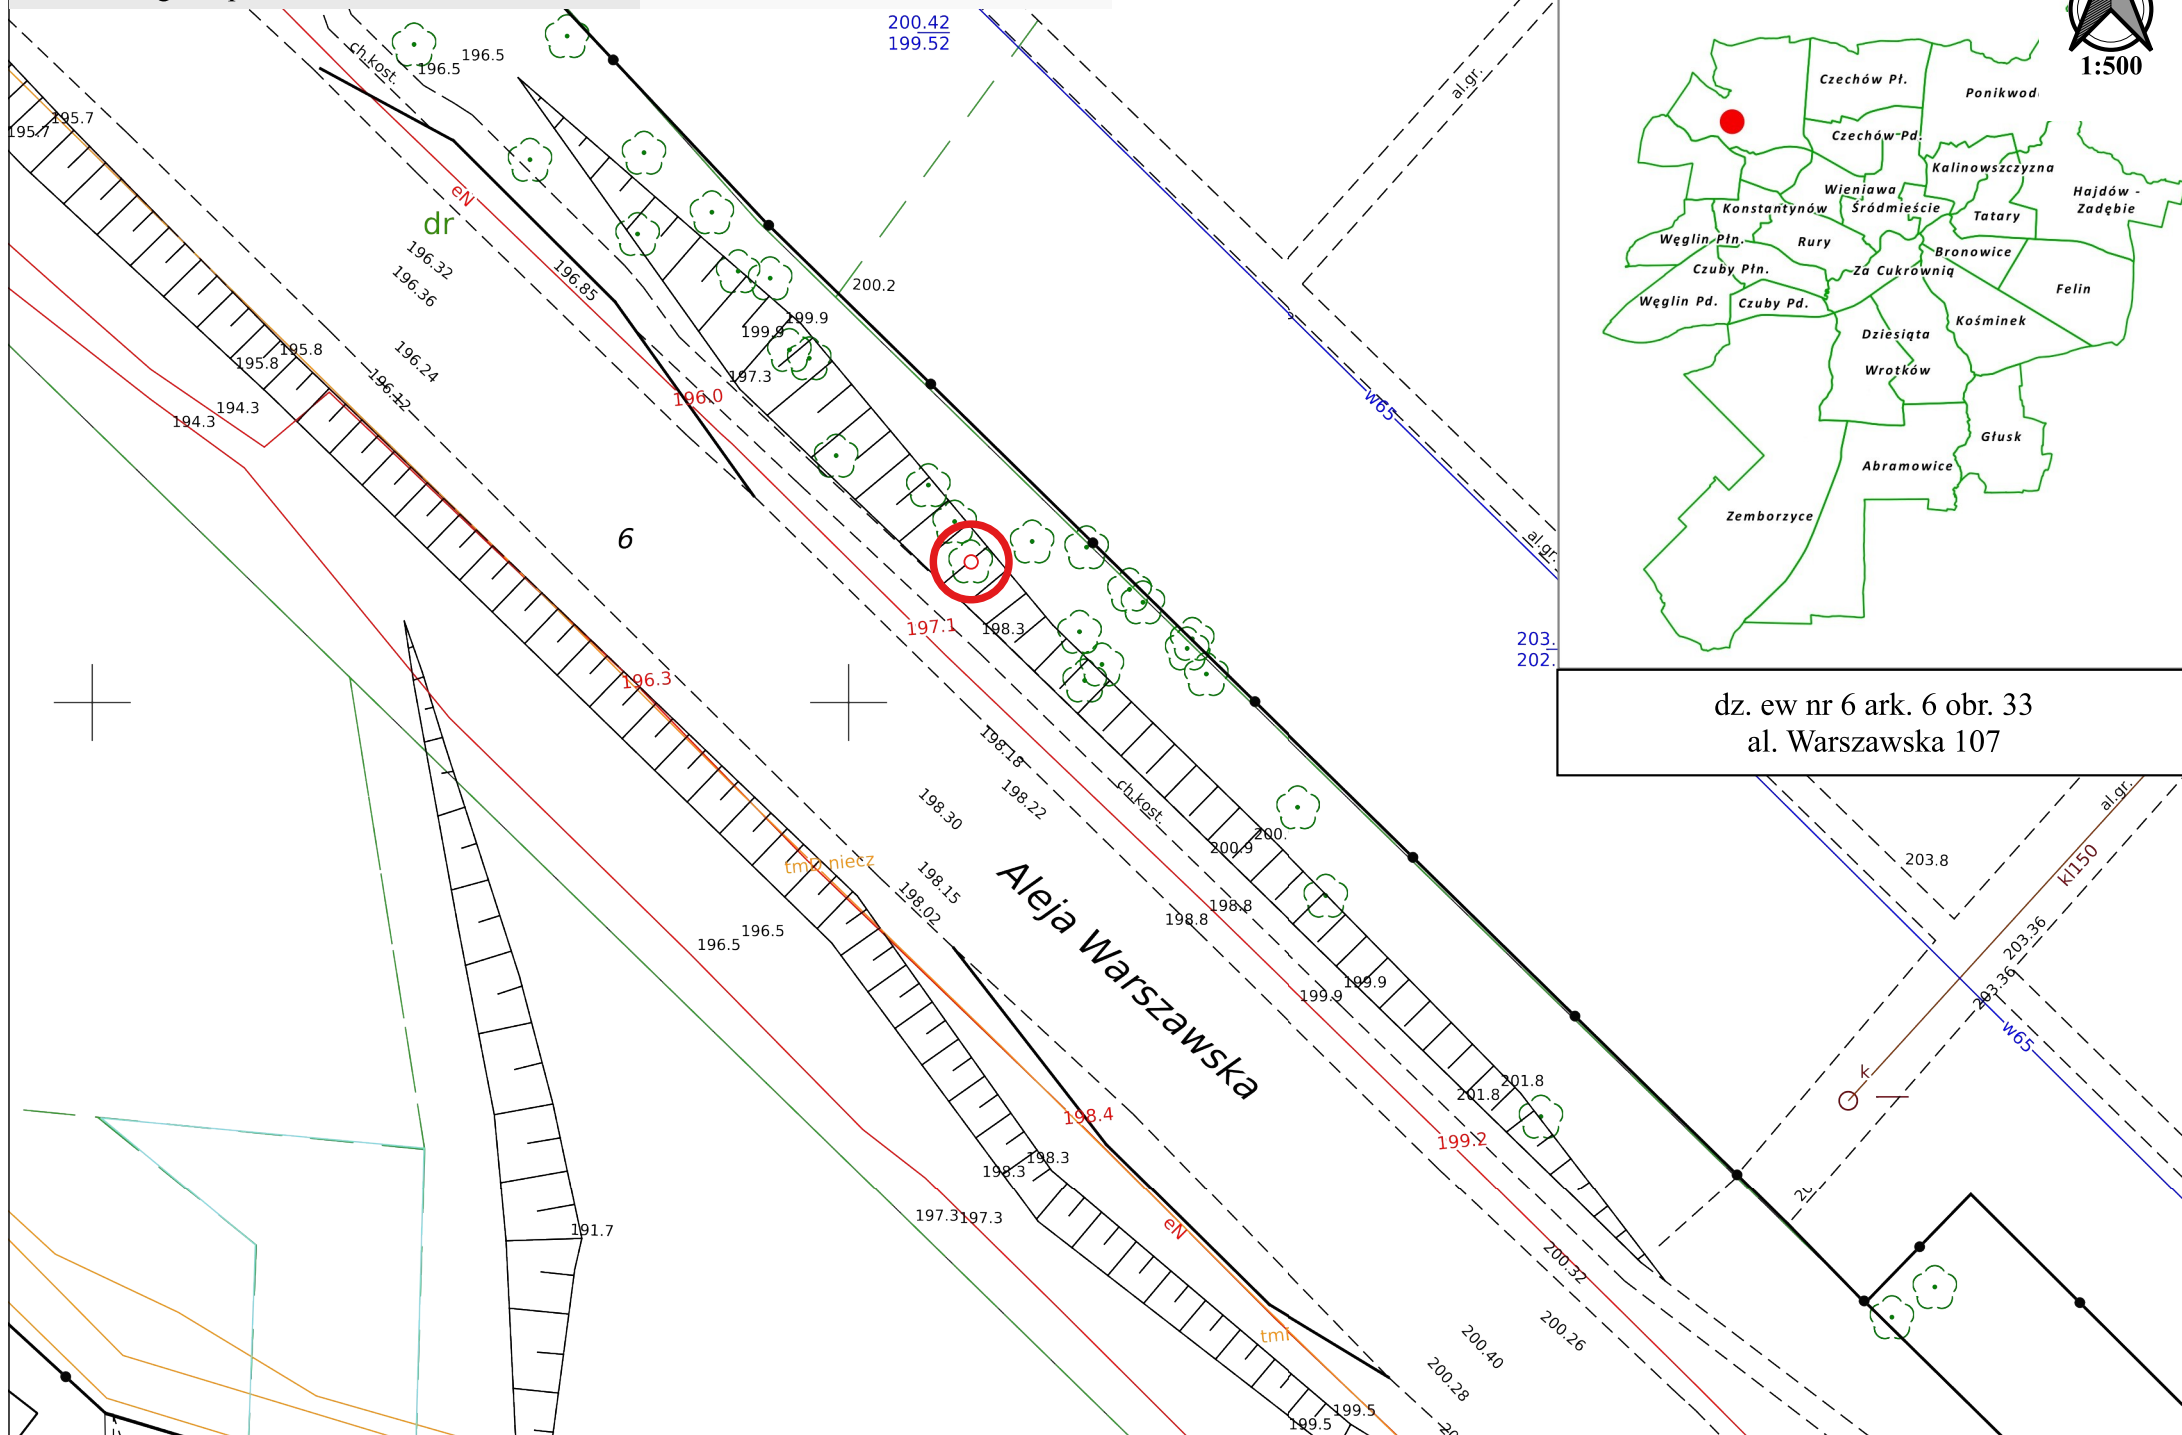 200.42
199.52
1:500
Czechów Pł.
Czechów Pd.
Kalinowszczyzna
Hajdów -
Zadębie
Wieniawa
Konstantynów
Śródmieście
Tatary
Węglin Płn.
Rury
Bronowice
Czuby Płn.
Za Cukrownią
Felin
Węglin Pd.
Czuby Pd.
Kośminek
Dziesiąta
Wrotków
Głusk
Abramowice
Zemborzyce
dz. ew nr 6 ark. 6 obr. 33
al. Warszawska 107
ch.kost.
196.5
196.5
al.gr.
195.7
195.7
eN
dr
196.32
196.36
196.85
200.2
199.9
199.9
195.8
195.8
196.24
196.12
197.3
196.0
194.3
194.3
w65
6
al.gr.
197.1
198.3
203.
202.
196.3
198.18
198.22
ch.kost.
198.30
200.
200.9
tmD niecz
198.15
198.02
Aleja Warszawska
198.8
198.8
196.5
196.5
199.9
199.9
al.gr.
203.8
kl150
203.36
203.36
w65
k
201.8
201.8
198.4
199.2
198.3
198.3
197.3
197.3
eN
191.7
200.32
200.26
200.40
200.28
199.5
199.5